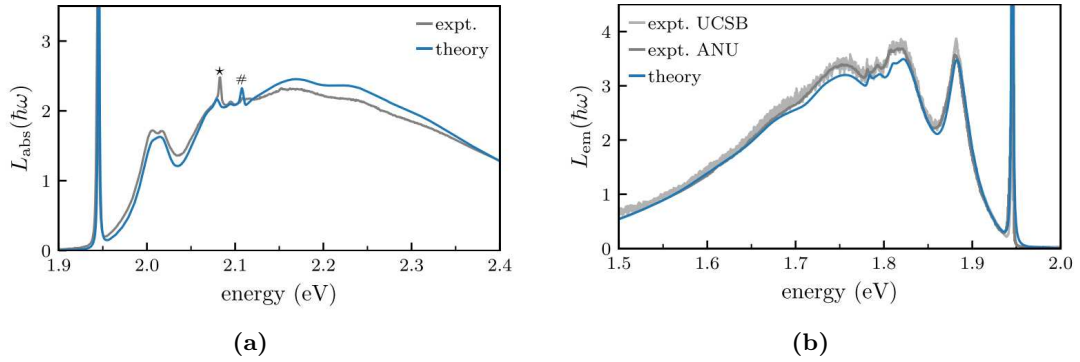 expt.
theory
★
#
L_abs(ħω)
3
2
1
0
1.9 2.0 2.1 2.2 2.3 2.4
energy (eV)
(a)
expt. UCSB
expt. ANU
theory
L_em(ħω)
5
4
3
2
1
0
1.5 1.6 1.7 1.8 1.9 2.0
energy (eV)
(b)